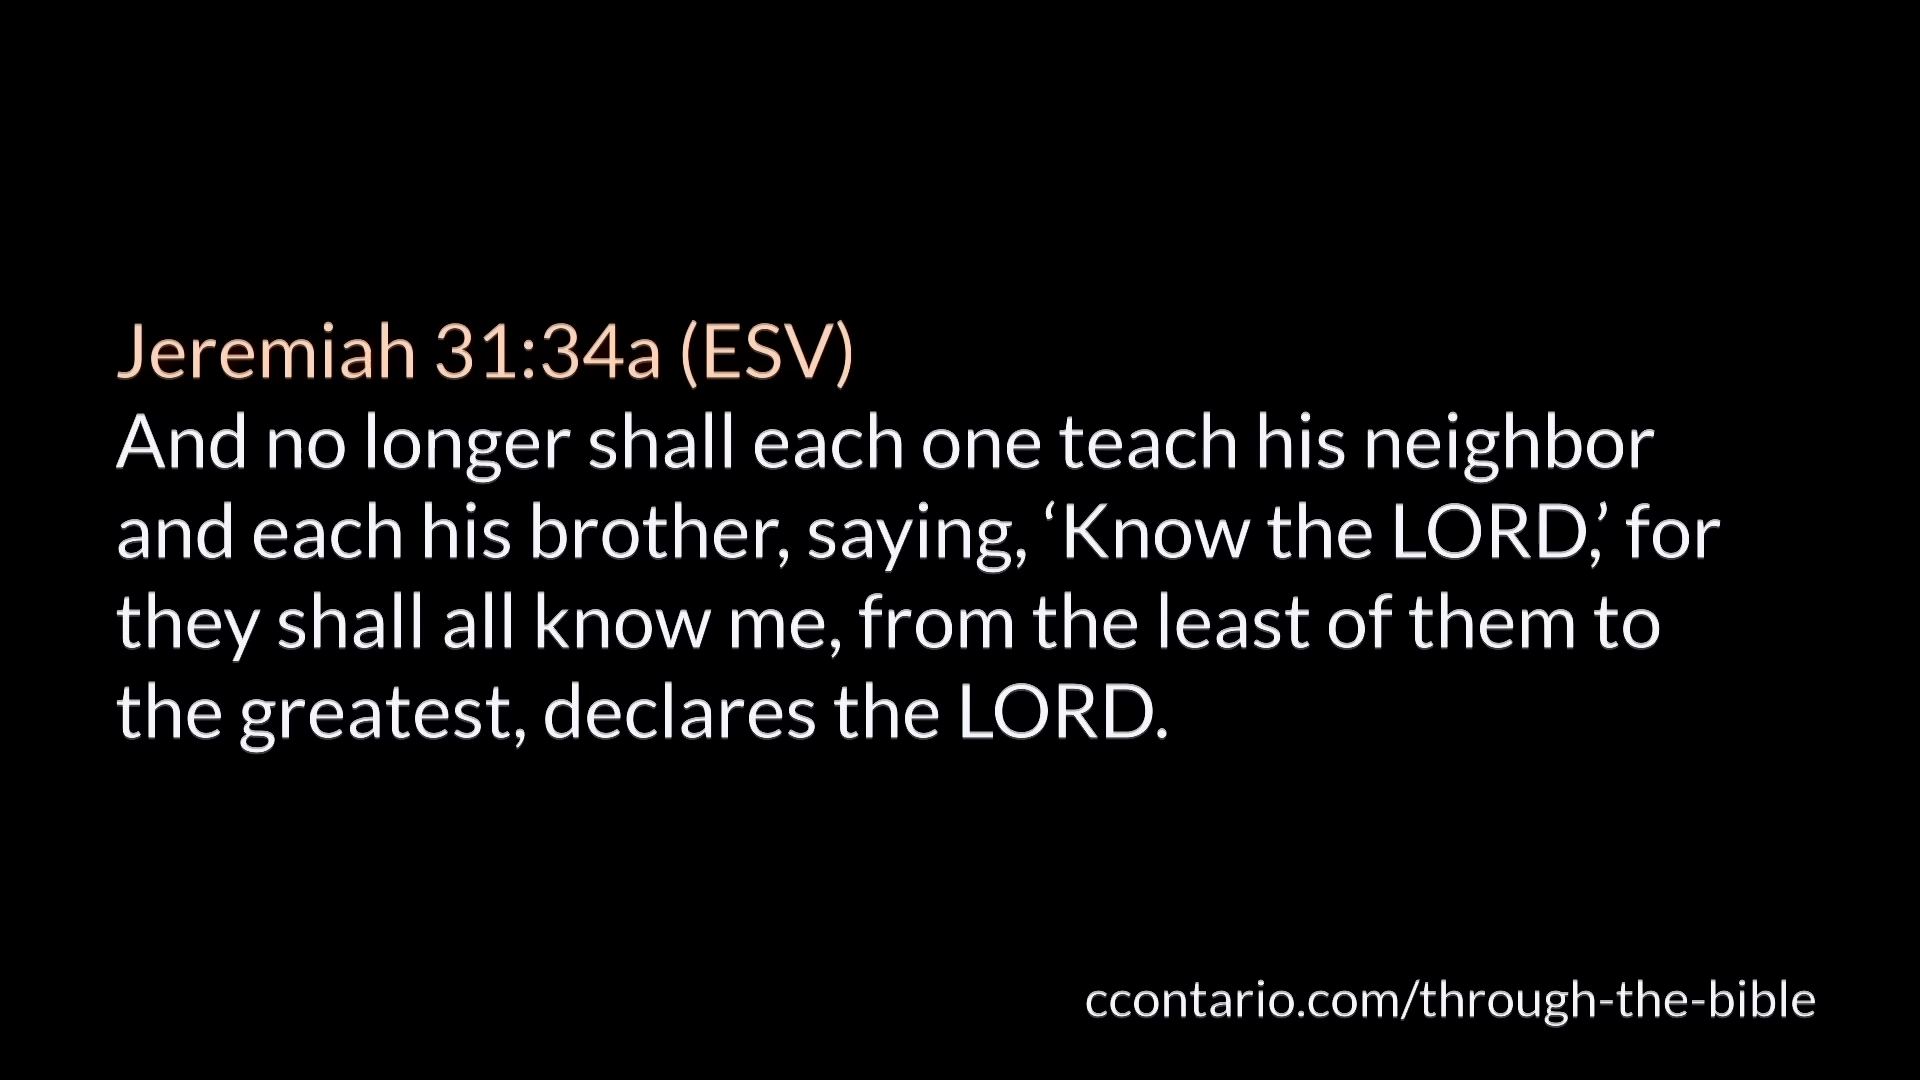 Jeremiah 31:34a (ESV)
And no longer shall each one teach his neighbor
and each his brother, saying, ‘Know the LORD,’ for
they shall all know me, from the least of them to
the greatest, declares the LORD.
ccontario.com/through-the-bible